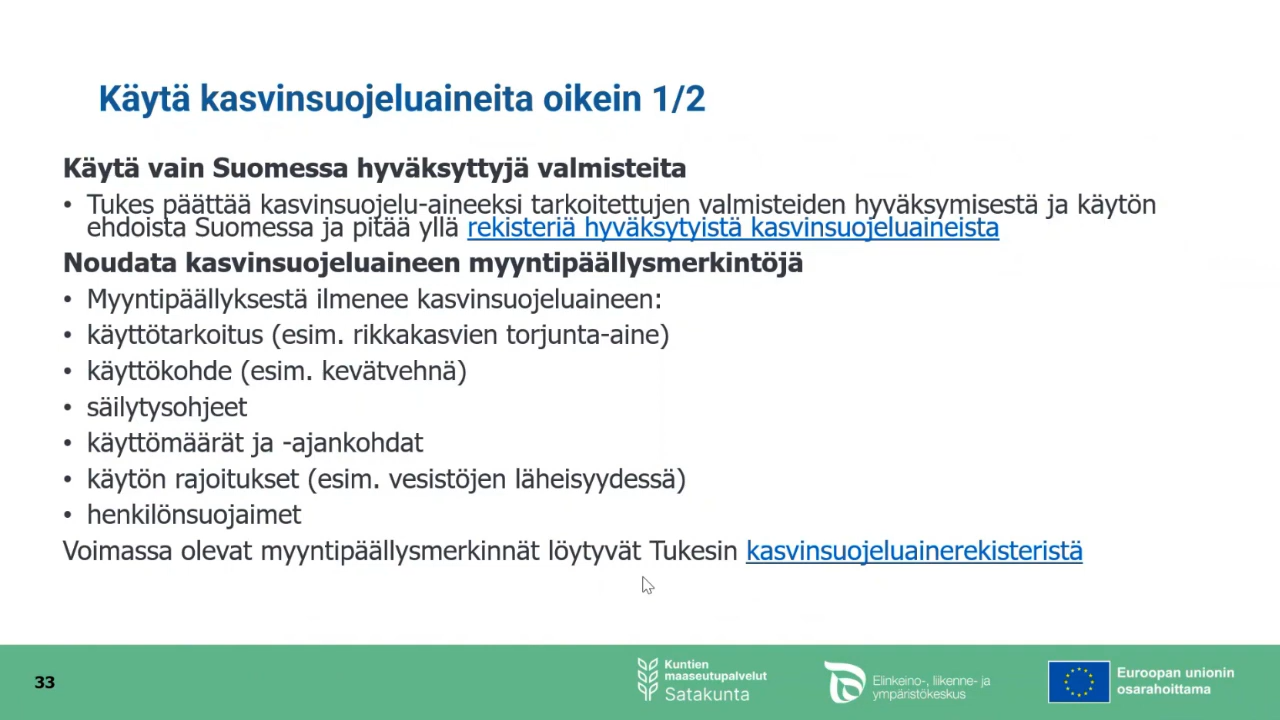 Käytä kasvinsuojeluaineita oikein 1/2
Käytä vain Suomessa hyväksyttyjä valmisteita
• Tukes päättää kasvinsuojelu-aineeksi tarkoitettujen valmisteiden hyväksymisestä ja käytön
ehdoista Suomessa ja pitää yllä rekisteriä hyväksytyistä kasvinsuojeluaineista
Noudata kasvinsuojeluaineen myyntipäällysmerkintöjä
• Myyntipäällyksestä ilmenee kasvinsuojeluaineen:
• käyttötarkoitus (esim. rikkakasvien torjunta-aine)
• käyttökohde (esim. kevätvehnä)
• säilytysohjeet
• käyttömäärät ja -ajankohdat
• käytön rajoitukset (esim. vesistöjen läheisyydessä)
• henkilönsuojaimet
Voimassa olevat myyntipäällysmerkinnät löytyvät Tukesin kasvinsuojeluainerekisteristä
33
Kuntien
maaseutupalvelut
Satakunta
Elinkeino-, liikenne- ja
ympäristökeskus
Euroopan unionin
osarahoittama